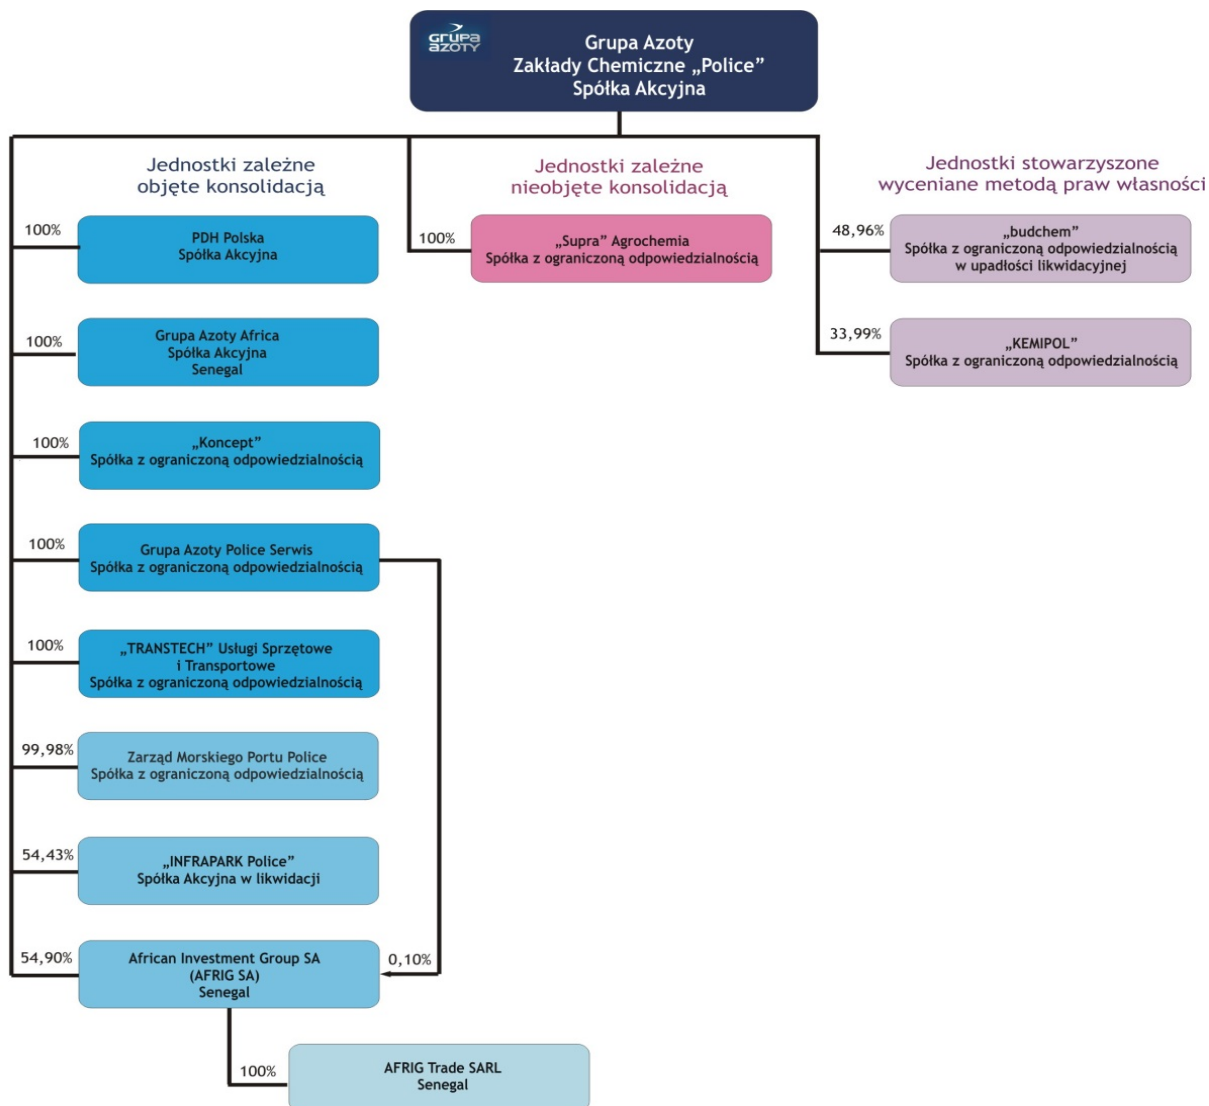 GRUPA
AZOTY
Grupa Azoty
Zakłady Chemiczne „Police”
Spółka Akcyjna
Jednostki zależne
objęte konsolidacją
100%
PDH Polska
Spółka Akcyjna
100%
Grupa Azoty Africa
Spółka Akcyjna
Senegal
100%
„Koncept”
Spółka z ograniczoną odpowiedzialnością
100%
Grupa Azoty Police Serwis
Spółka z ograniczoną odpowiedzialnością
100%
„TRANSTECH” Usługi Sprzętowe
i Transportowe
Spółka z ograniczoną odpowiedzialnością
99,98%
Zarząd Morskiego Portu Police
Spółka z ograniczoną odpowiedzialnością
54,43%
„INFRAPARK Police”
Spółka Akcyjna w likwidacji
54,90%
African Investment Group SA
(AFRIG SA)
Senegal
0,10%
100%
AFRIG Trade SARL
Senegal
Jednostki zależne
nieobjęte konsolidacją
100%
„Supra” Agrochemia
Spółka z ograniczoną odpowiedzialnością
Jednostki stowarzyszone
wyceniane metodą praw własności
48,96%
„budchem”
Spółka z ograniczoną odpowiedzialnością
w upadłości likwidacyjnej
33,99%
„KEMIPOL”
Spółka z ograniczoną odpowiedzialnością